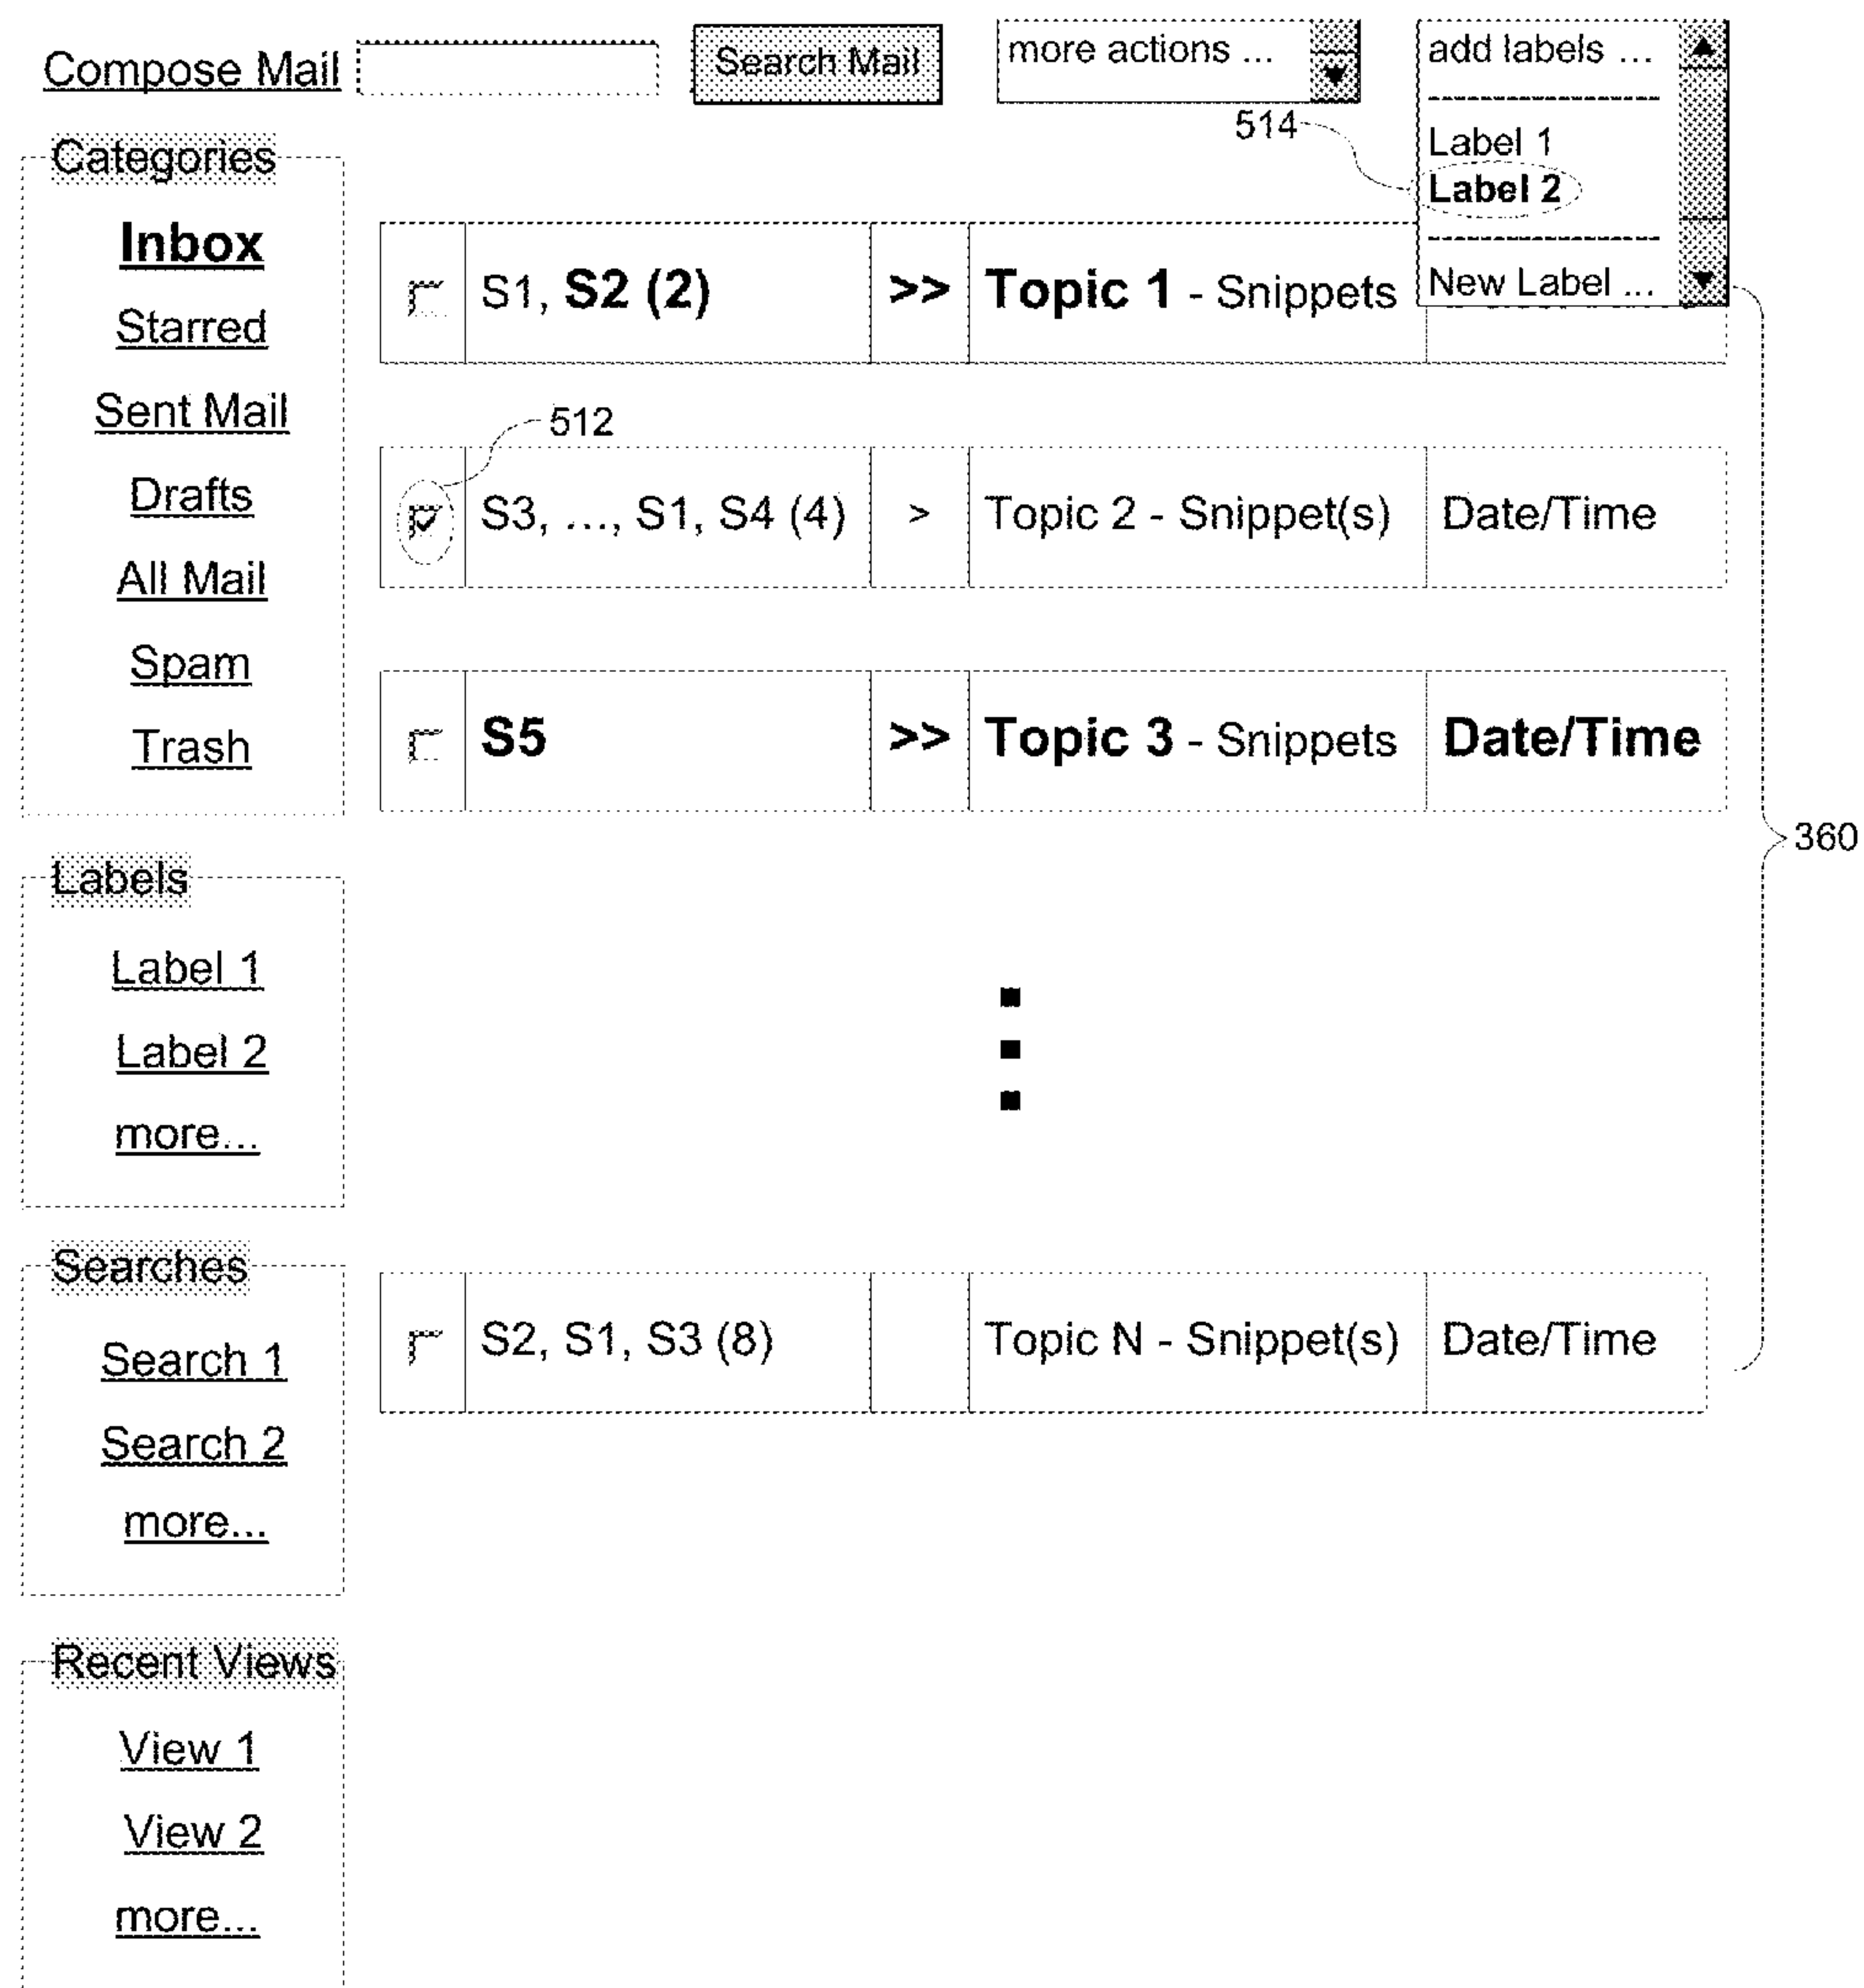 Compose Mail Search Mail more actions ... add labels ...
514
Label 1
Label 2
New Label ...
Categories
Inbox
Starred
Sent Mail
Drafts
All Mail
Spam
Trash
S1, S2 (2) >> Topic 1 - Snippets
512
S3, ..., S1, S4 (4) > Topic 2 - Snippet(s) Date/Time
S5 >> Topic 3 - Snippets Date/Time
360
Labels
Label 1
Label 2
more...
S2, S1, S3 (8) Topic N - Snippet(s) Date/Time
Searches
Search 1
Search 2
more...
Recent Views
View 1
View 2
more...